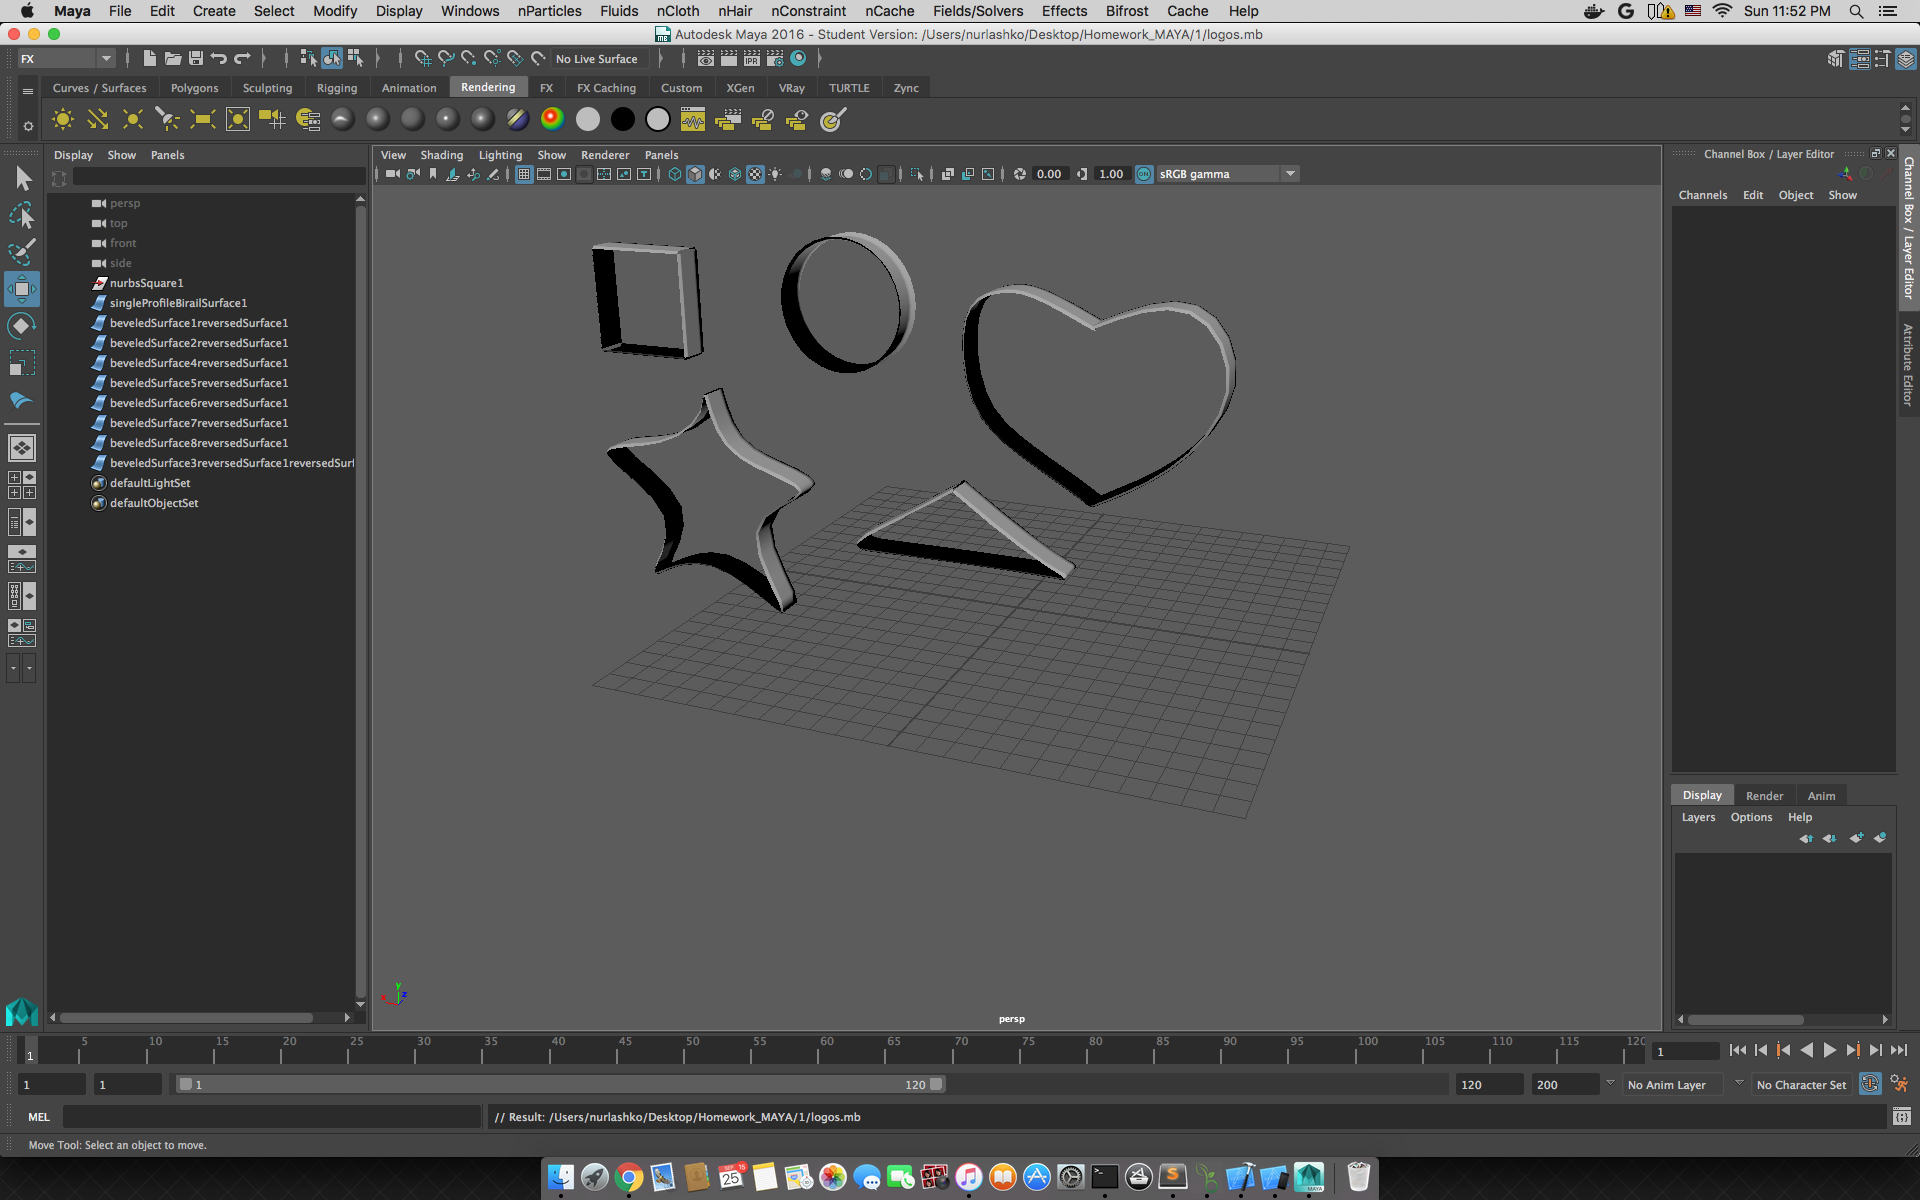 Maya File Edit Create Select Modify Display Windows nParticles Fluids nCloth nHair nConstraint nCache Fields/Solvers Effects Bifrost Cache Help Sun 11:52 PM
Autodesk Maya 2016 - Student Version: /Users/nurlashko/Desktop/Homework_MAYA/1/logos.mb
FX No Live Surface IPR
Curves / Surfaces Polygons Sculpting Rigging Animation Rendering FX FX Caching Custom XGen VRay TURTLE Zync
Display Show Panels
View Shading Lighting Show Renderer Panels
0.00 1.00 ON sRGB gamma
persp
top
front
side
nurbsSquare1
singleProfileBirailSurface1
beveledSurface1reversedSurface1
beveledSurface2reversedSurface1
beveledSurface4reversedSurface1
beveledSurface5reversedSurface1
beveledSurface6reversedSurface1
beveledSurface7reversedSurface1
beveledSurface8reversedSurface1
beveledSurface3reversedSurface1reversedSurf
defaultLightSet
defaultObjectSet
y
x z
persp
Channel Box / Layer Editor
Channels Edit Object Show
Channel Box / Layer Editor
Attribute Editor
Display Render Anim
Layers Options Help
1 5 10 15 20 25 30 35 40 45 50 55 60 65 70 75 80 85 90 95 100 105 110 115 120 1
1 1 1 120 120 200 No Anim Layer No Character Set
MEL // Result: /Users/nurlashko/Desktop/Homework_MAYA/1/logos.mb
Move Tool: Select an object to move.
SEP 25 15
MAYA